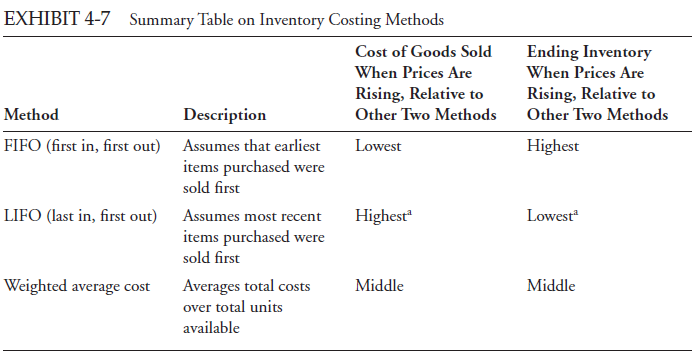 EXHIBIT 4-7 Summary Table on Inventory Costing Methods
Cost of Goods Sold Ending Inventory
When Prices Are When Prices Are
Rising, Relative to Rising, Relative to
Method Description Other Two Methods Other Two Methods
FIFO (first in, first out) Assumes that earliest Lowest Highest
items purchased were
sold first
LIFO (last in, first out) Assumes most recent Highestᵃ Lowestᵃ
items purchased were
sold first
Weighted average cost Averages total costs Middle Middle
over total units
available